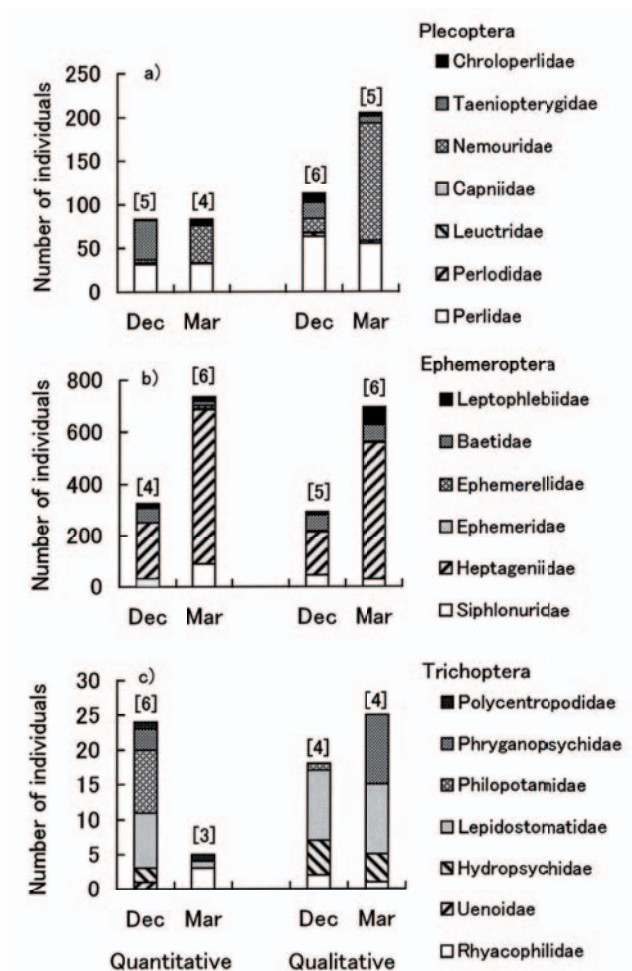 Plecoptera
a)
250
200
150
100
50
0
Number of individuals
[5]
[4]
[6]
[5]
Dec Mar Dec Mar
Chroloperlidae
Taeniopterygidae
Nemouridae
Capniidae
Leuctridae
Perlodidae
Perlidae
Ephemeroptera
b)
800
600
400
200
0
Number of individuals
[4]
[6]
[5]
[6]
Dec Mar Dec Mar
Leptophlebiidae
Baetidae
Ephemerellidae
Ephemeridae
Heptageniidae
Siphlonuridae
Trichoptera
c)
30
25
20
15
10
5
0
Number of individuals
[6]
[3]
[4]
[4]
Dec Mar Dec Mar
Quantitative Qualitative
Polycentropodidae
Phryganopsychidae
Philopotamidae
Lepidostomatidae
Hydropsychidae
Uenoidae
Rhyacophilidae